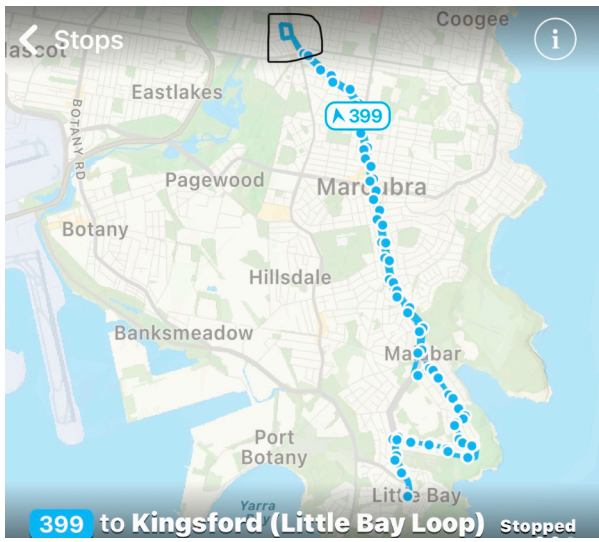 Stops
Coogee
i
Eastlakes
BOTANY RD
399
Pagewood
Maroubra
Botany
Hillsdale
Banksmeadow
Malabar
Port
Botany
Little Bay
Yarra
399 to Kingsford (Little Bay Loop) Stopped